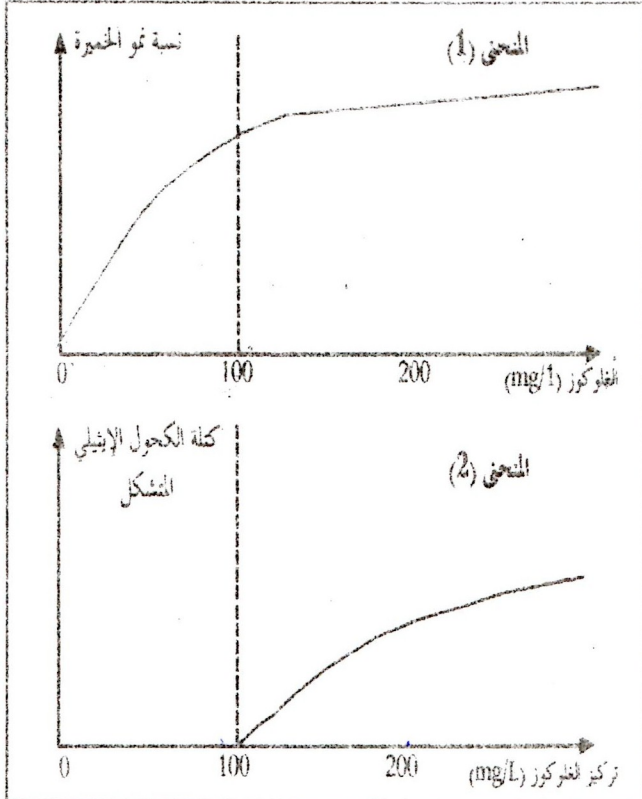 نسبة نمو الخميرة
المنحنى (1)
0
100
200
الغلوكوز (mg/l)
كتلة الكحول الإيثيلي
المتشكل
المنحنى (2)
0
100
200
تركيز الغلوكوز (mg/L)